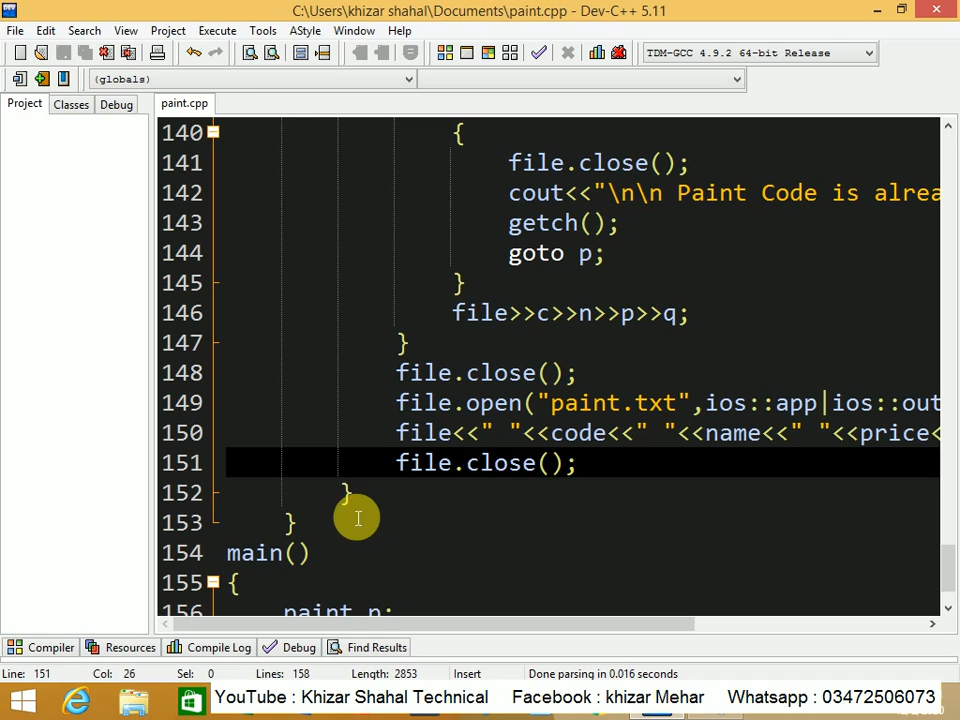 C:\Users\khizar shahal\Documents\paint.cpp - Dev-C++ 5.11
File Edit Search View Project Execute Tools AStyle Window Help
TDM-GCC 4.9.2 64-bit Release
(globals)
Project Classes Debug paint.cpp
140 {
141 file.close();
142 cout<<"\n\n Paint Code is alrea
143 getch();
144 goto p;
145 }
146 file>>c>>n>>p>>q;
147 }
148 file.close();
149 file.open("paint.txt",ios::app|ios::out
150 file<<" "<<code<<" "<<name<<" "<<price<
151 file.close();
152 }
153 }
154 main()
155 {
156 paint p;
Compiler Resources Compile Log Debug Find Results
Line: 151 Col: 26 Sel: 0 Lines: 158 Length: 2853 Insert Done parsing in 0.016 seconds
YouTube : Khizar Shahal Technical Facebook : khizar Mehar Whatsapp : 03472506073